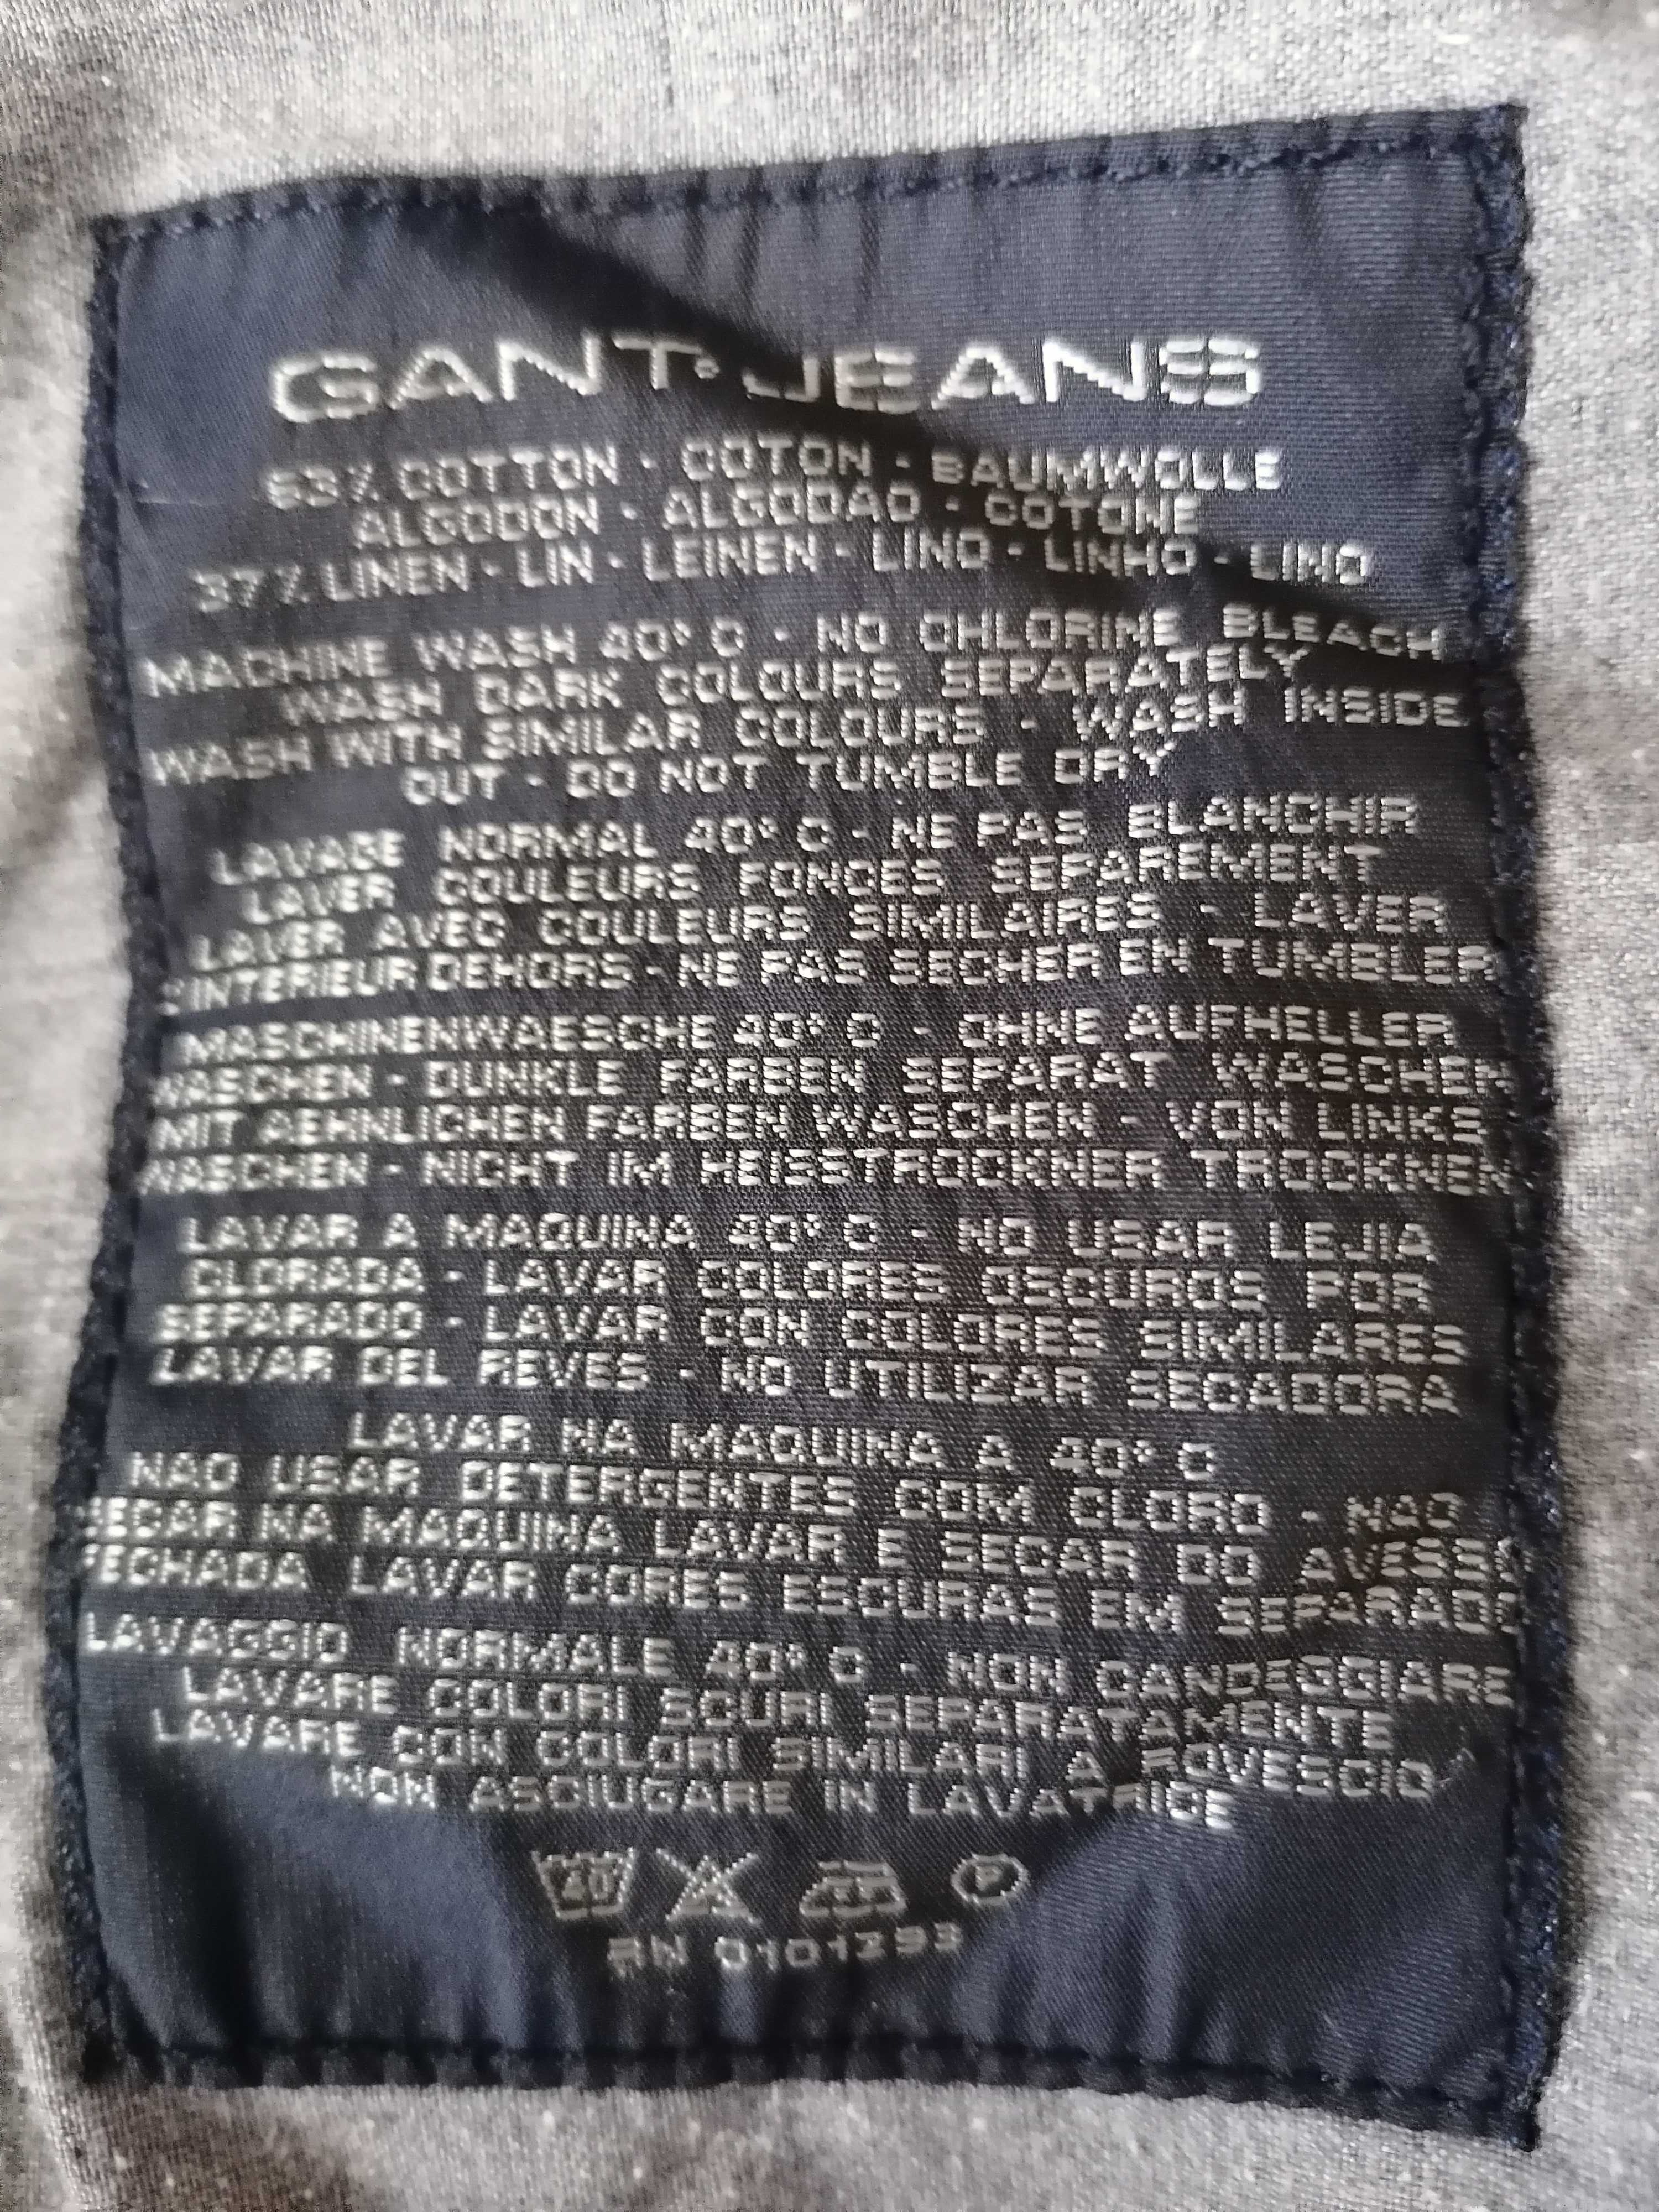 GANT JEANS
63% COTTON - COTON - BAUMWOLLE
ALGODON - ALGODAO - COTONE
37% LINEN - LIN - LEINEN - LINO - LINHO - LINO
MACHINE WASH 40° C - NO CHLORINE BLEACH
WASH DARK COLOURS SEPARATELY
WASH WITH SIMILAR COLOURS - WASH INSIDE
OUT - DO NOT TUMBLE DRY
LAVAGE NORMAL 40° C - NE PAS BLANCHIR
LAVER COULEURS FONCES SEPAREMENT
LAVER AVEC COULEURS SIMILAIRES - LAVER
L'INTERIEUR DEHORS - NE PAS SECHER EN TUMBLER
MASCHINENWAESCHE 40° C - OHNE AUFHELLER
WASCHEN - DUNKLE FARBEN SEPARAT WASCHEN
MIT AEHNLICHEN FARBEN WASCHEN - VON LINKS
WASCHEN - NICHT IM HEISSTROCKNER TROCKNEN
LAVAR A MAQUINA 40° C - NO USAR LEJIA
CLORADA - LAVAR COLORES OSCUROS POR
SEPARADO - LAVAR CON COLORES SIMILARES
LAVAR DEL REVES - NO UTILIZAR SECADORA
LAVAR NA MAQUINA A 40° C
NAO USAR DETERGENTES COM CLORO - NAO
SECAR NA MAQUINA LAVAR E SECAR DO AVESSO
FECHADA LAVAR CORES ESCURAS EM SEPARADO
LAVAGGIO NORMALE 40° C - NON CANDEGGIARE
LAVARE COLORI SCURI SEPARATAMENTE
LAVARE CON COLORI SIMILARI A ROVESCIO
NON ASCIUGARE IN LAVATRICE
40 P
RN 0101293